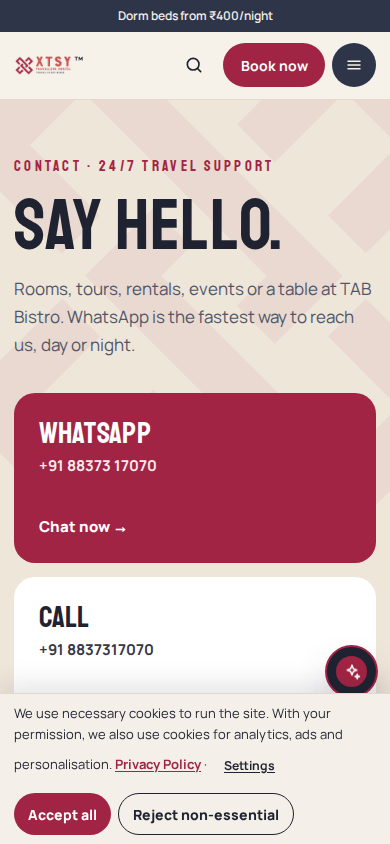 Dorm beds from ₹400/night
XTSY ™
Book now
CONTACT · 24/7 TRAVEL SUPPORT
SAY HELLO.
Rooms, tours, rentals, events or a table at TAB
Bistro. WhatsApp is the fastest way to reach
us, day or night.
WHATSAPP
+91 88373 17070
Chat now →
CALL
+91 8837317070
We use necessary cookies to run the site. With your
permission, we also use cookies for analytics, ads and
personalisation. Privacy Policy · Settings
Accept all
Reject non-essential